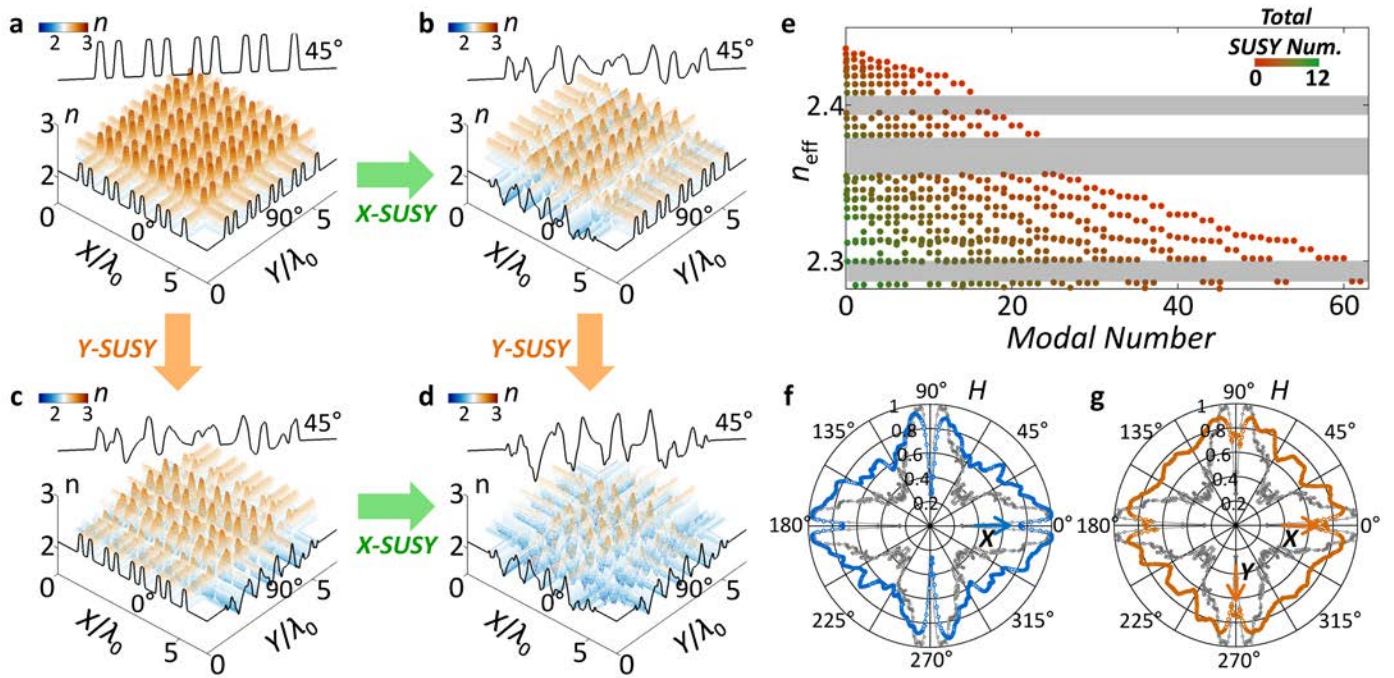 a
n
2 3
45°
n
3
2
1
0
0°
5
X/λ0
0
90°
5
Y/λ0
X-SUSY
b
n
2 3
45°
n
3
2
1
0
0°
5
X/λ0
0
90°
5
Y/λ0
Y-SUSY
Y-SUSY
c
n
2 3
45°
n
3
2
1
0
0°
5
X/λ0
0
90°
5
Y/λ0
X-SUSY
d
n
2 3
45°
n
3
2
1
0
0°
5
X/λ0
0
90°
5
Y/λ0
e
Total
SUSY Num.
0 12
neff
2.4
2.3
0 20 40 60
Modal Number
f
90° H
135° 45°
1
0.8
0.6
0.4
0.2
180° 0°
X
225° 315°
270°
g
90° H
135° 45°
1
0.8
0.6
0.4
0.2
180° 0°
X
Y
225° 315°
270°